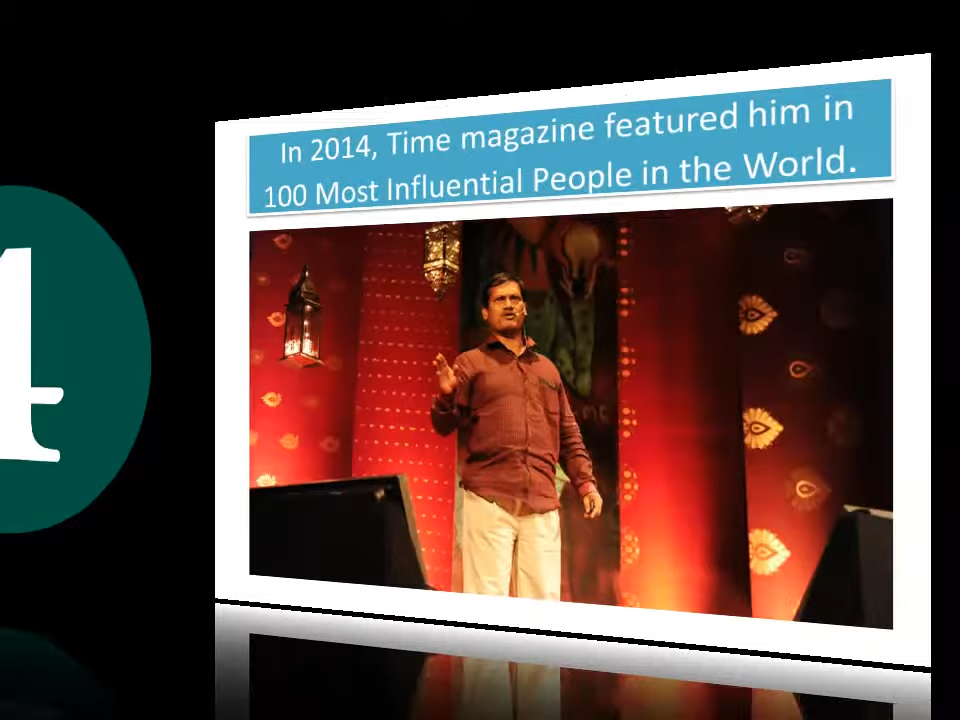 In 2014, Time magazine featured him in
100 Most Influential People in the World.